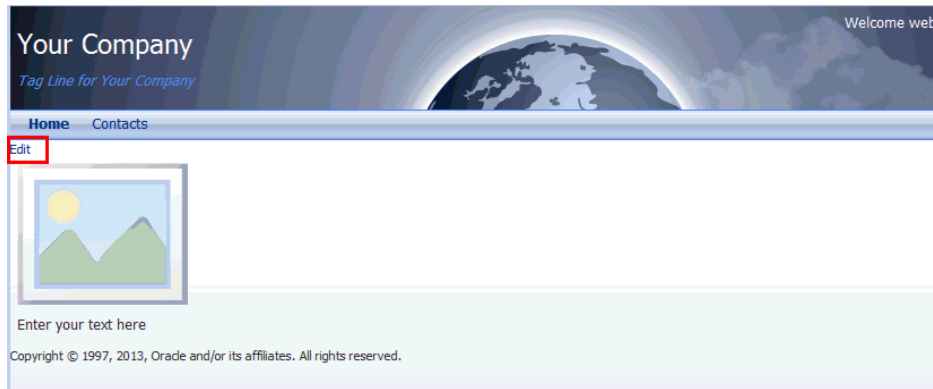 Welcome web
Your Company
Tag Line for Your Company
Home Contacts
Edit
Enter your text here
Copyright © 1997, 2013, Oracle and/or its affiliates. All rights reserved.